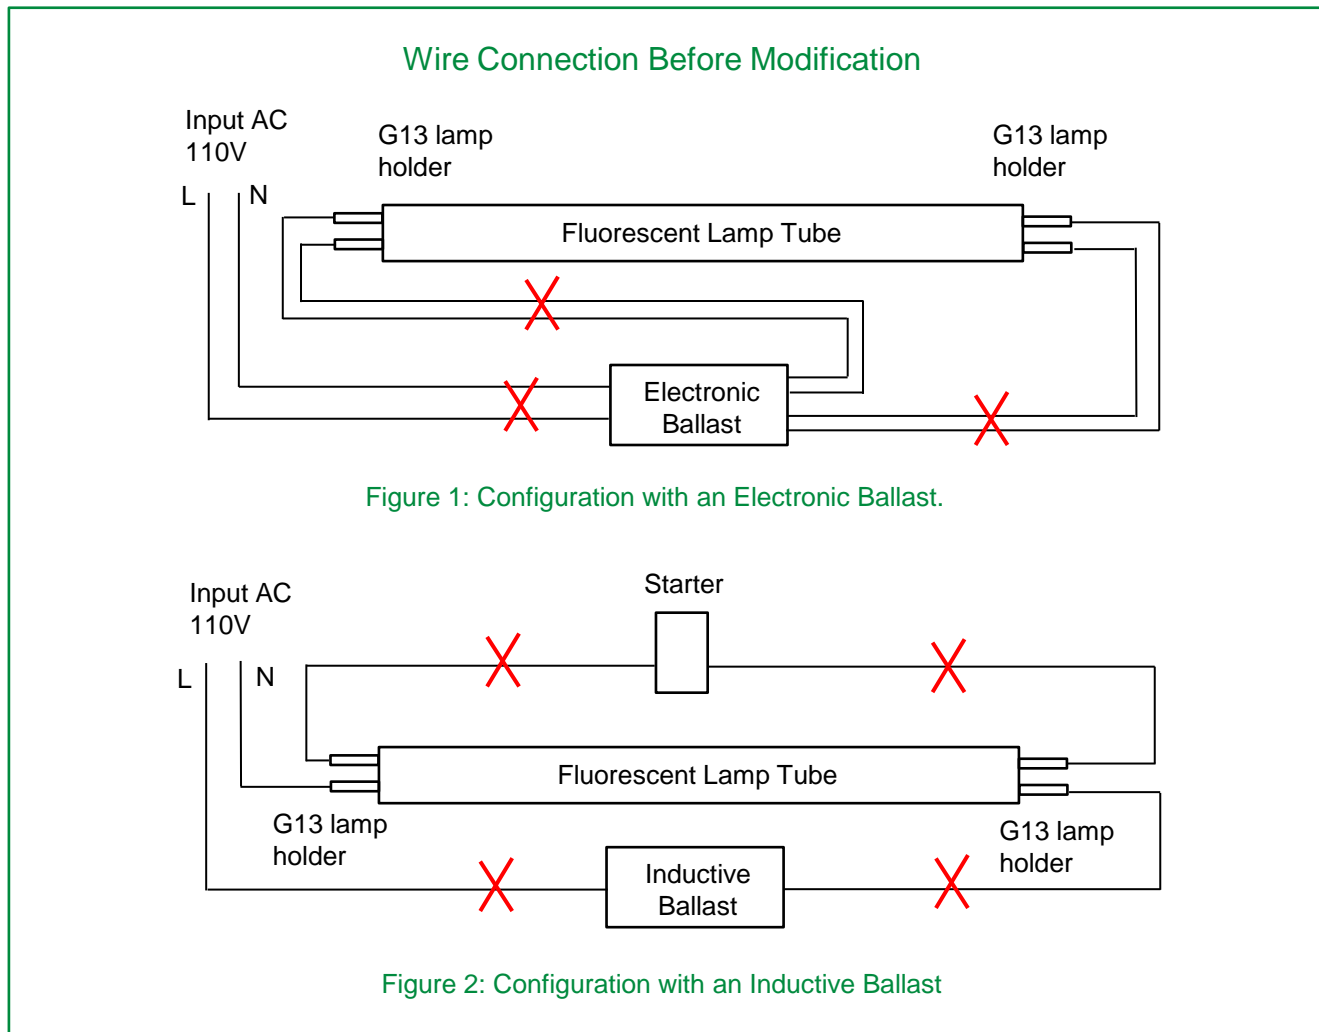 Wire Connection Before Modification
Input AC
110V
L
N
G13 lamp
holder
G13 lamp
holder
Fluorescent Lamp Tube
Electronic
Ballast
Figure 1: Configuration with an Electronic Ballast.
Input AC
110V
L
N
Starter
Fluorescent Lamp Tube
G13 lamp
holder
G13 lamp
holder
Inductive
Ballast
Figure 2: Configuration with an Inductive Ballast